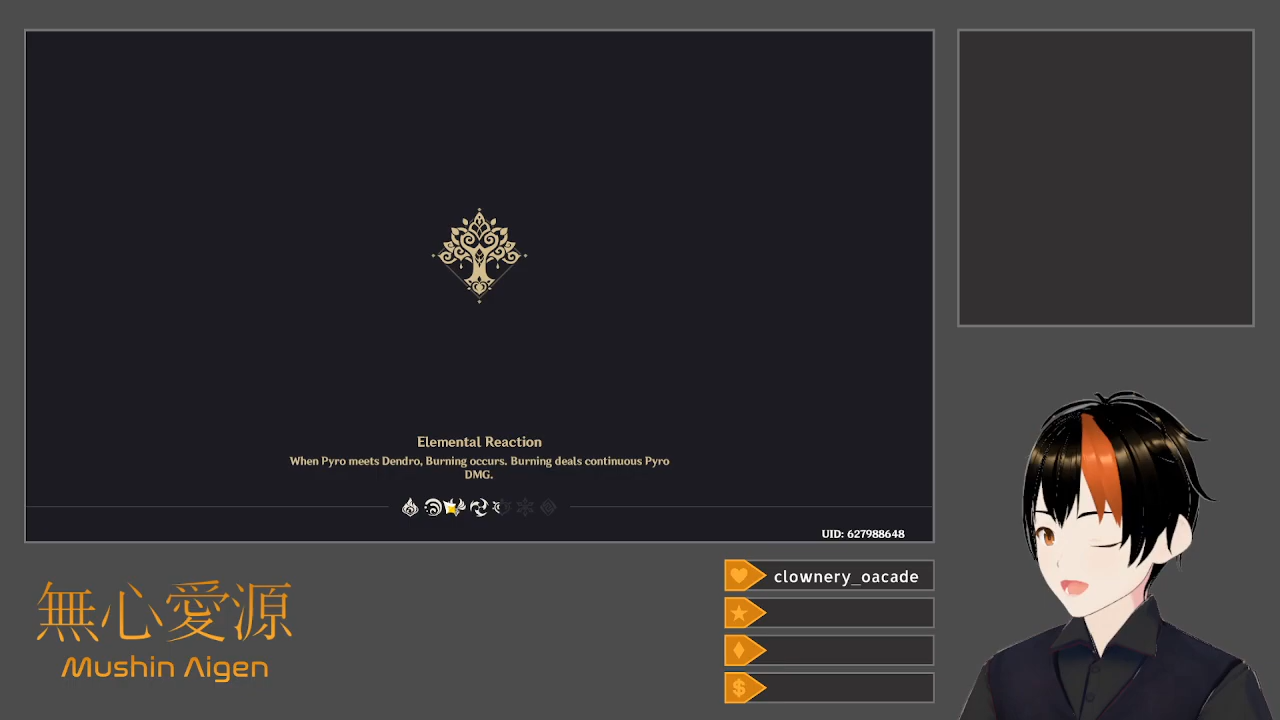 Elemental Reaction
When Pyro meets Dendro, Burning occurs. Burning deals continuous Pyro
DMG.
UID: 627988648
clownery_oacade
$
無心愛源
Mushin Aigen